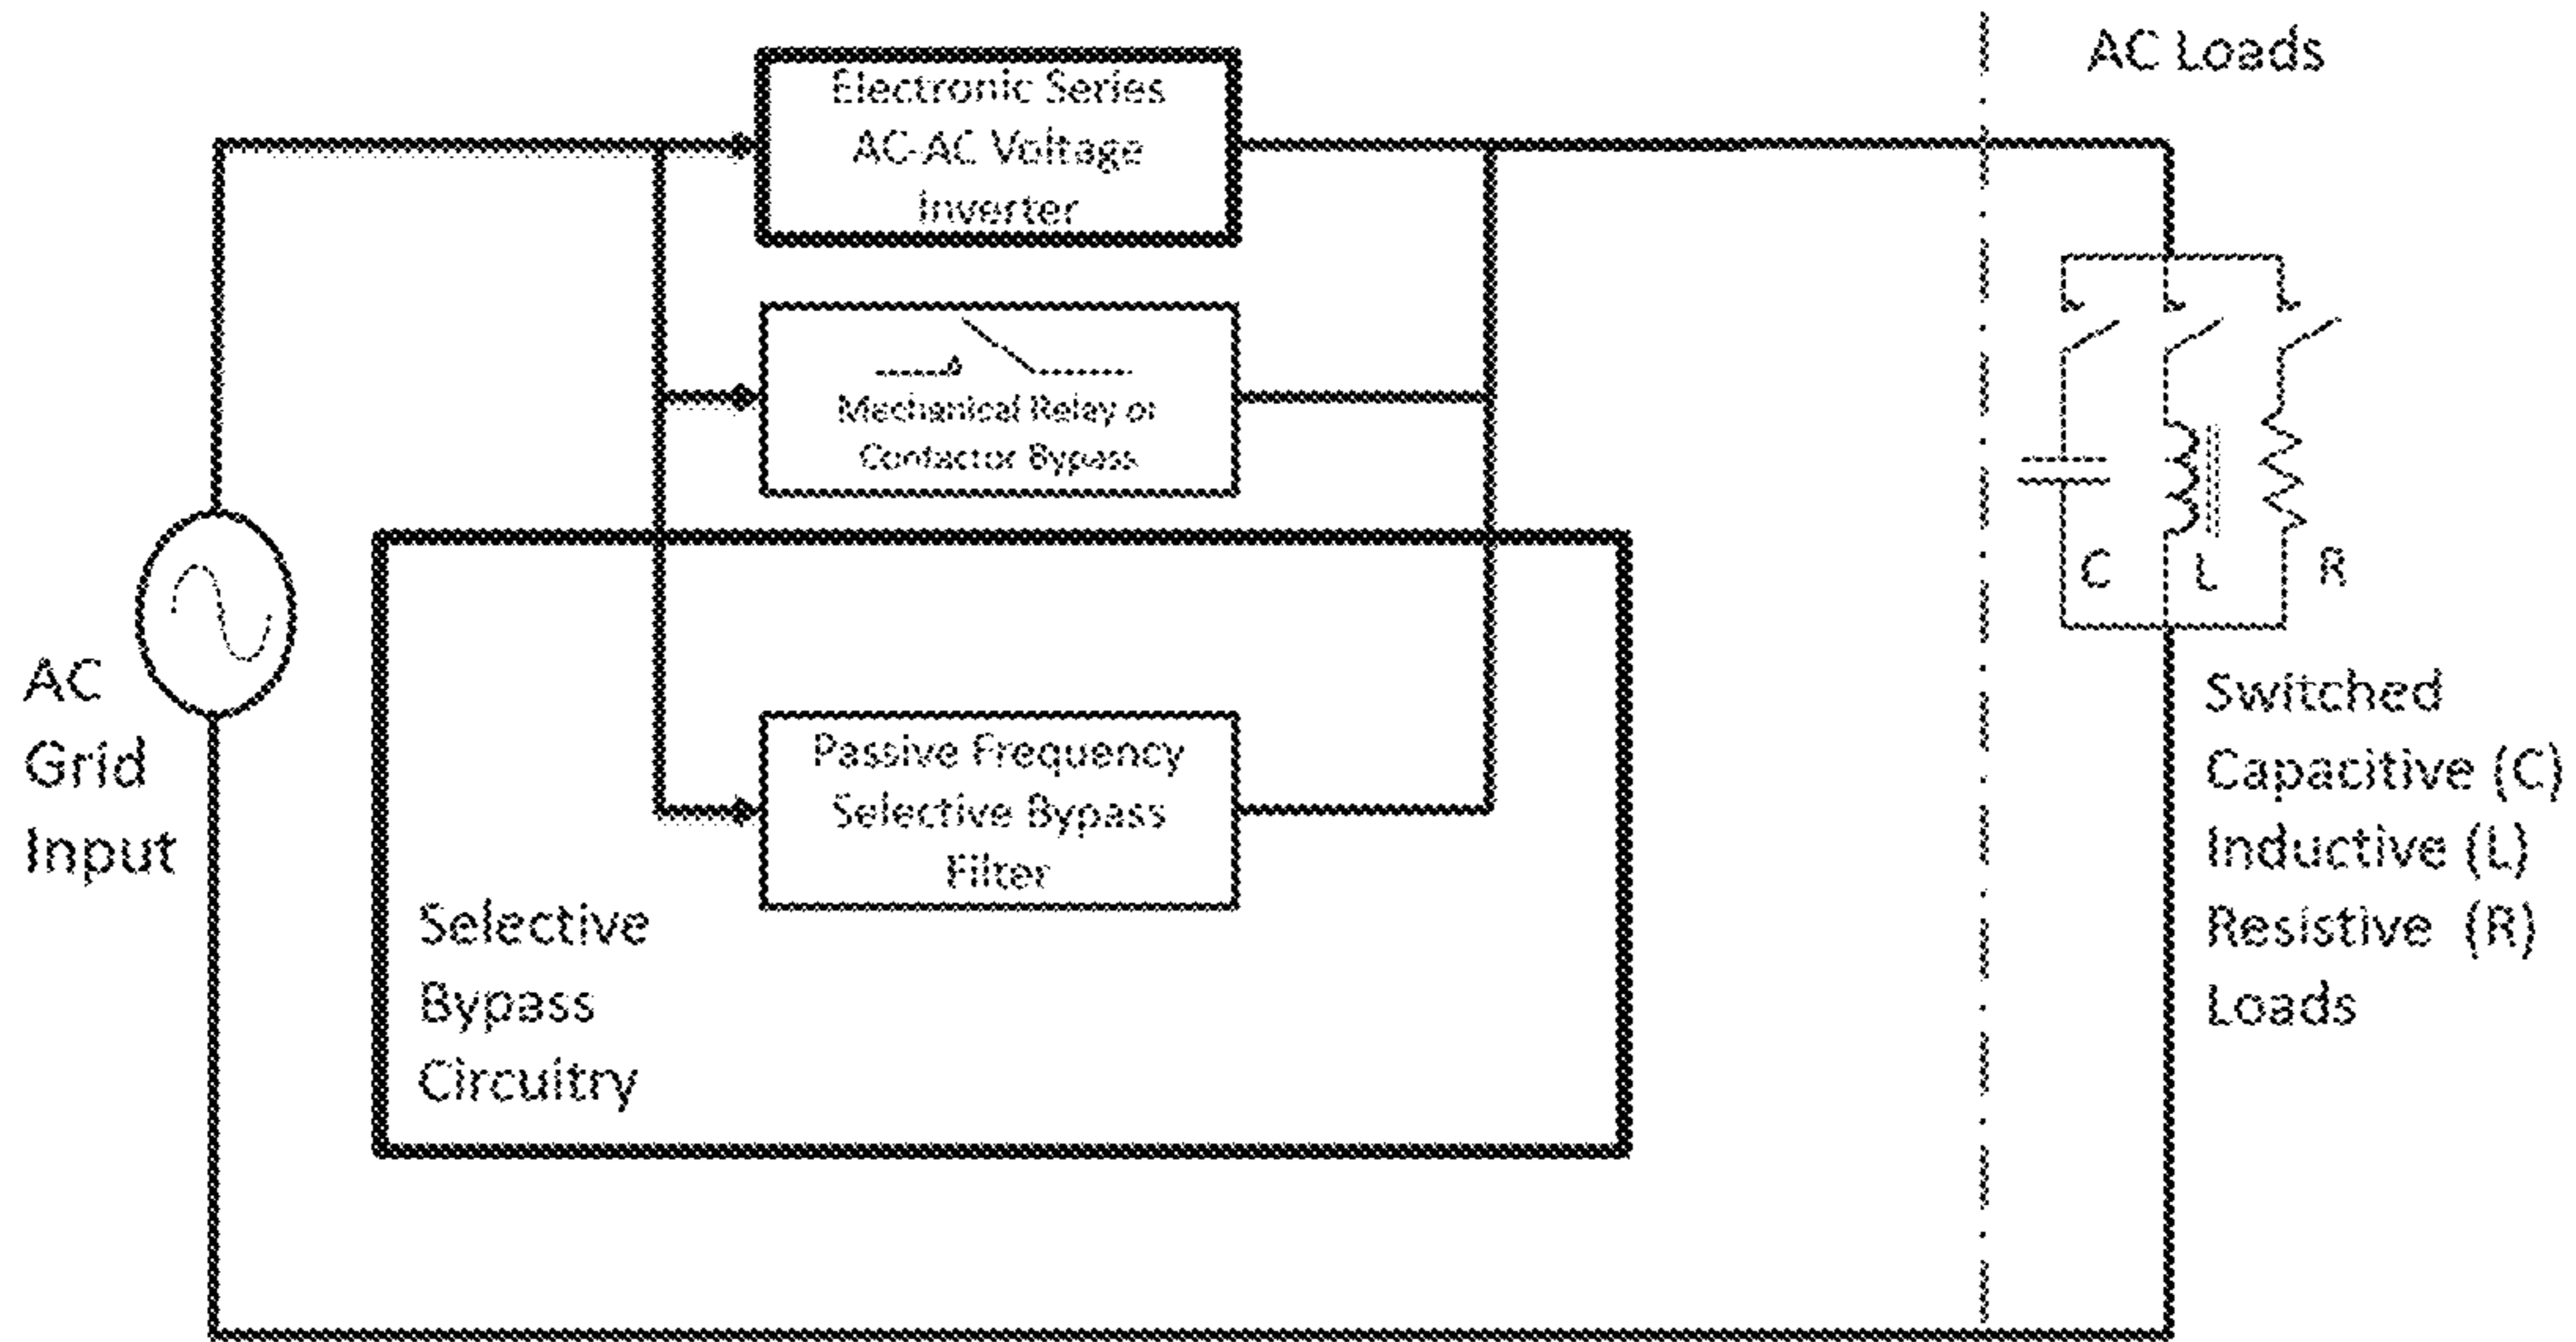 AC Loads
Electronic Series
AC-AC Voltage
Inverter
Mechanical Relay or
Contactor Bypass
C
L
R
AC
Grid
Input
Passive Frequency
Selective Bypass
Filter
Selective
Bypass
Circuitry
Switched
Capacitive (C)
Inductive (L)
Resistive (R)
Loads